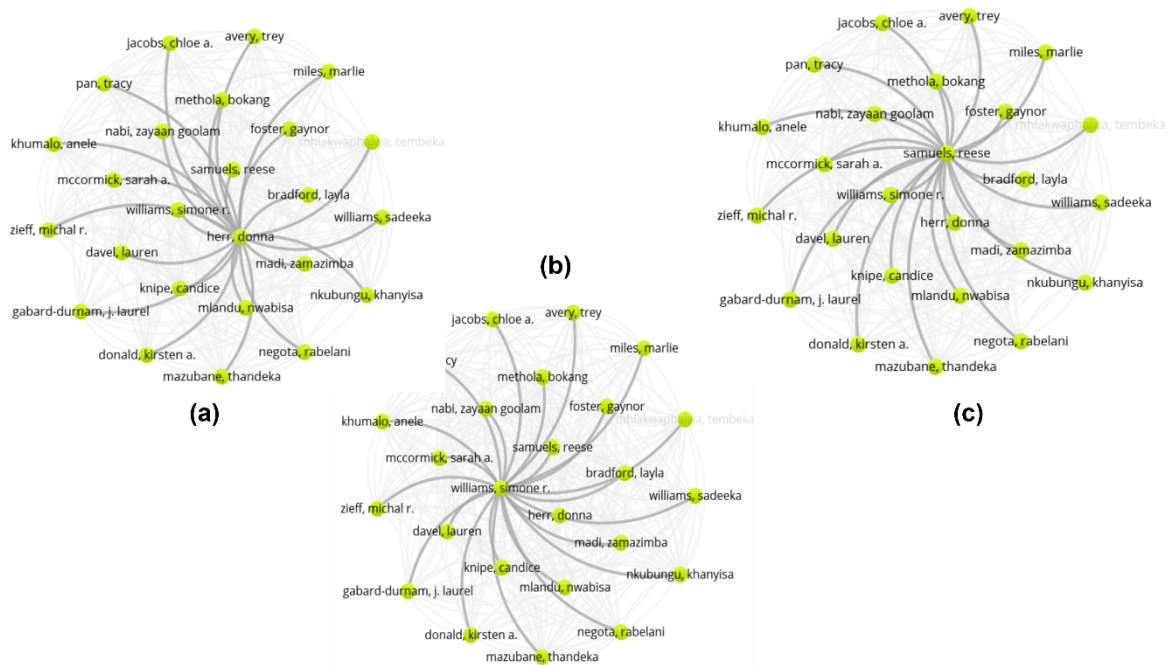 jacobs, chloe a.
avery, trey
miles, marlie
pan, tracy
methola, bokang
nabi, zayaan goolam
foster, gaynor
khumalo, anele
samuels, reese
mccormick, sarah a.
bradford, layla
williams, simone r.
williams, sadeeka
zieff, michal r.
herr, donna
davel, lauren
madi, zamazimba
knipe, candice
nkubungu, khanyisa
gabard-durnam, j. laurel
mlandu, nwabisa
donald, kirsten a.
negota, rabelani
mazubane, thandeka
(a)
(b)
jacobs, chloe a.
avery, trey
miles, marlie
cy
methola, bokang
nabi, zayaan goolam
foster, gaynor
khumalo, anele
samuels, reese
mccormick, sarah a.
bradford, layla
williams, simone r.
williams, sadeeka
zieff, michal r.
herr, donna
davel, lauren
madi, zamazimba
knipe, candice
nkubungu, khanyisa
gabard-durnam, j. laurel
mlandu, nwabisa
donald, kirsten a.
negota, rabelani
mazubane, thandeka
jacobs, chloe a.
avery, trey
miles, marlie
pan, tracy
methola, bokang
nabi, zayaan goolam
foster, gaynor
khumalo, anele
samuels, reese
mccormick, sarah a.
bradford, layla
williams, simone r.
williams, sadeeka
zieff, michal r.
herr, donna
davel, lauren
madi, zamazimba
knipe, candice
nkubungu, khanyisa
gabard-durnam, j. laurel
mlandu, nwabisa
donald, kirsten a.
negota, rabelani
mazubane, thandeka
(c)